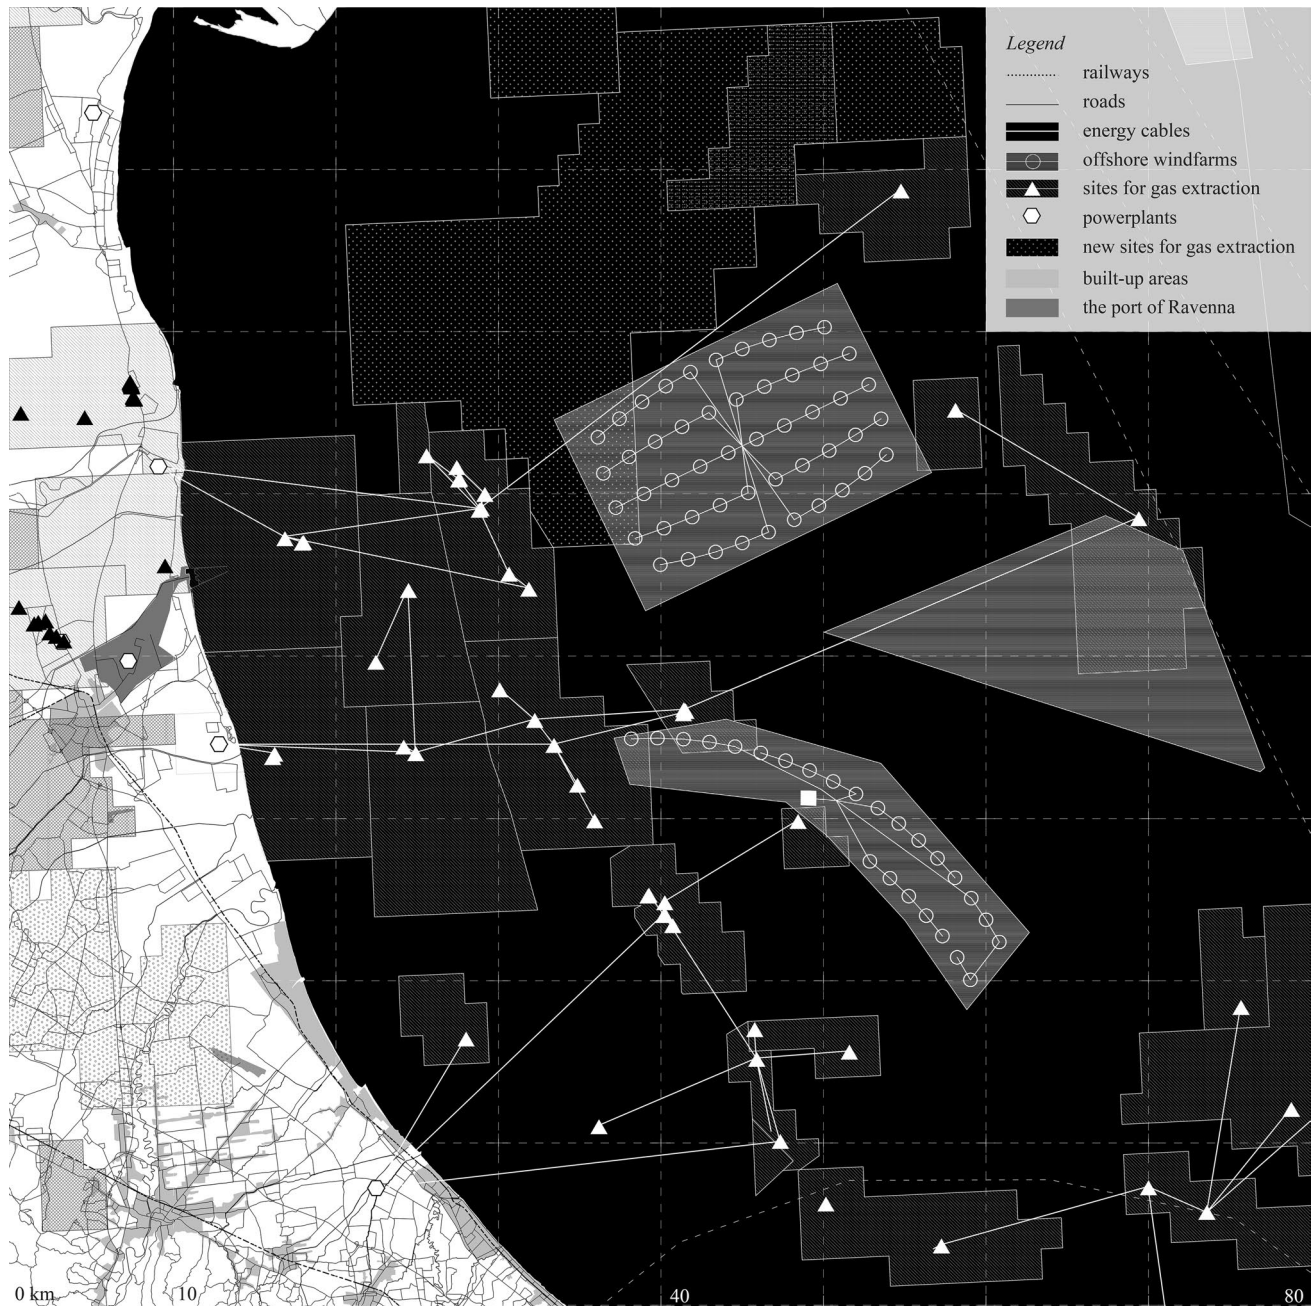 Legend
railways
roads
energy cables
offshore windfarms
sites for gas extraction
powerplants
new sites for gas extraction
built-up areas
the port of Ravenna
0 km 10 40 80